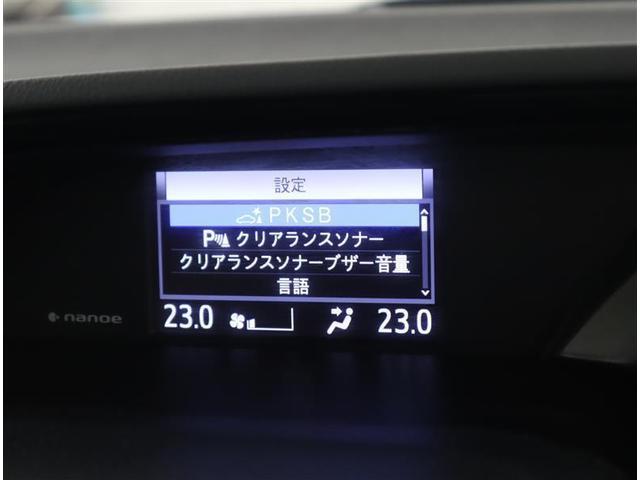 設定
PKSB
P クリアランスソナー
クリアランスソナーブザー音量
言語
nanoe 23.0 23.0